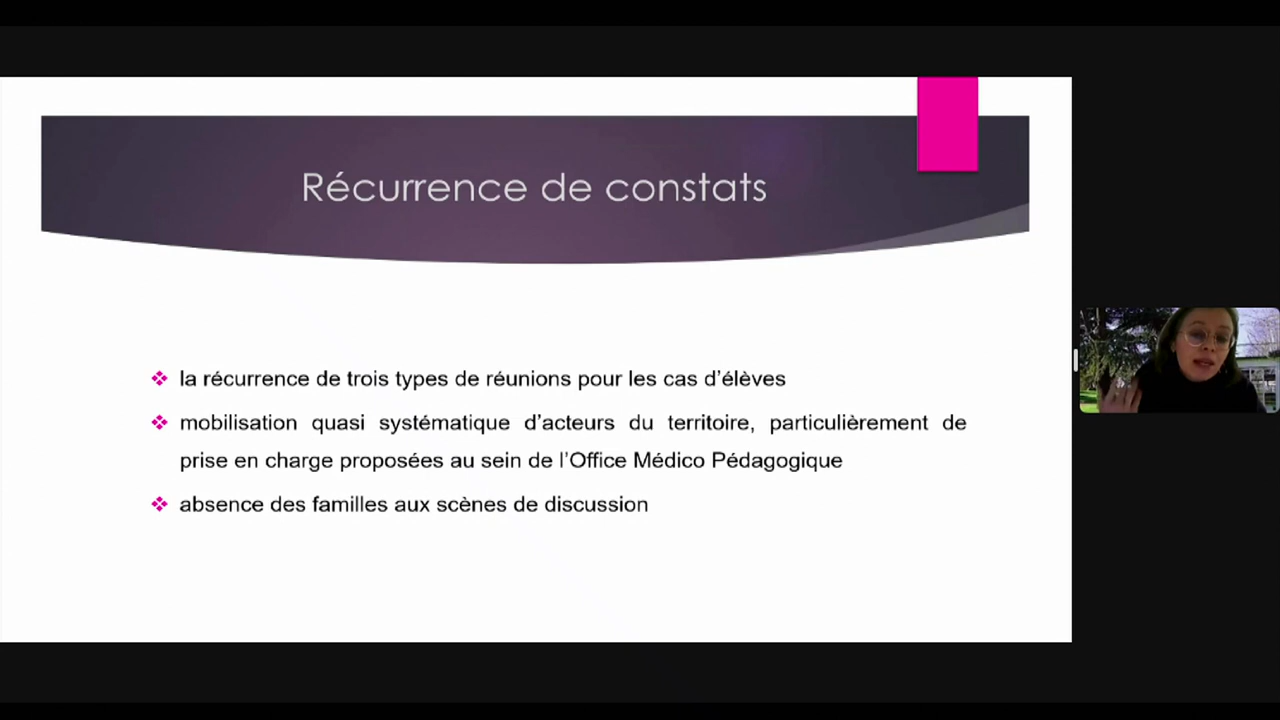 Récurrence de constats
la récurrence de trois types de réunions pour les cas d'élèves
mobilisation quasi systématique d'acteurs du territoire, particulièrement de
prise en charge proposées au sein de l'Office Médico Pédagogique
absence des familles aux scènes de discussion